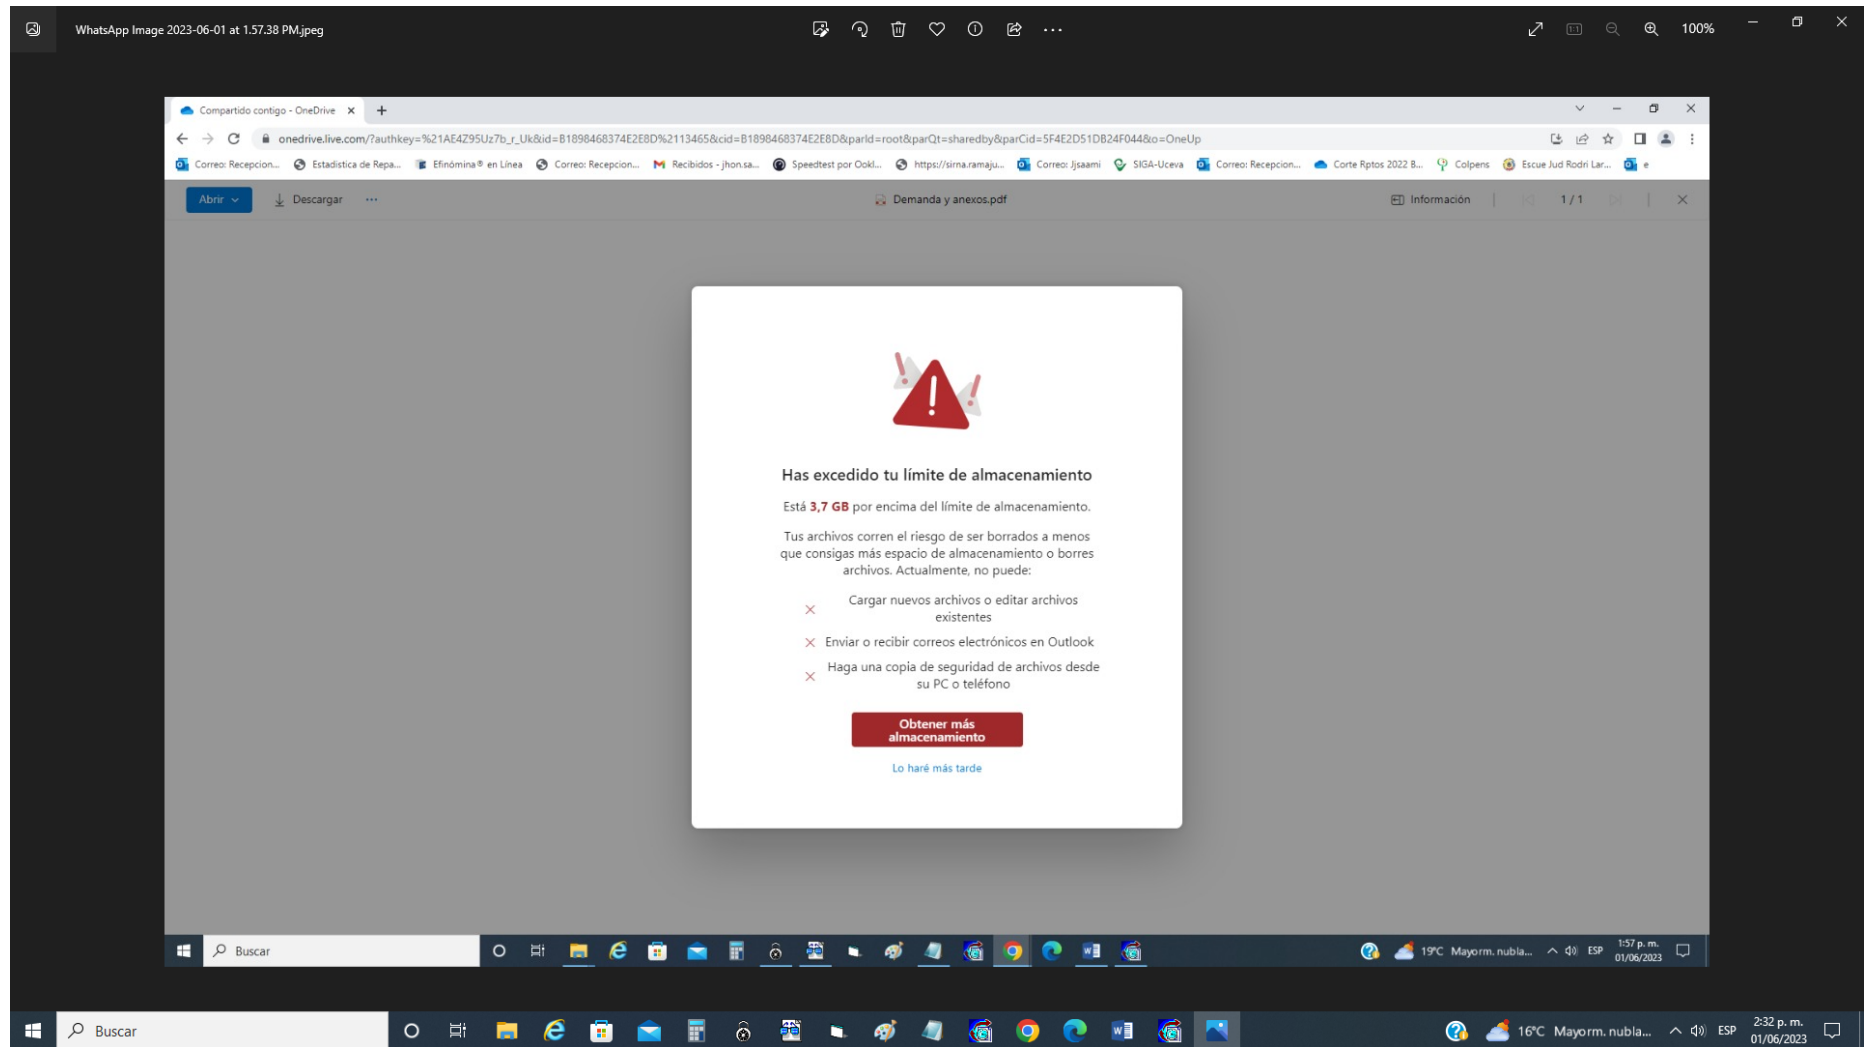 WhatsApp Image 2023-06-01 at 1.57.38 PM.jpeg
100%
Compartido contigo - OneDrive
onedrive.live.com/?authkey=%21AE4Z95Uz7b_r_Uk&id=B1898468374E2E8D%2113465&cid=B1898468374E2E8D&parId=root&parQt=sharedby&parCid=5F4E2D51DB24F044&o=OneUp
Correo: Recepcion... Estadistica de Repa... Efinómina® en Línea Correo: Recepcion... Recibidos - jhon.sa... Speedtest por Ookl... https://sirna.ramaju... Correo: Jjsaami SIGA-Uceva Correo: Recepcion... Corte Rptos 2022 B... Colpens Escue Jud Rodri Lar... e
Abrir Descargar ... Demanda y anexos.pdf Información 1 / 1
Has excedido tu límite de almacenamiento
Está 3,7 GB por encima del límite de almacenamiento.
Tus archivos corren el riesgo de ser borrados a menos
que consigas más espacio de almacenamiento o borres
archivos. Actualmente, no puede:
Cargar nuevos archivos o editar archivos
existentes
Enviar o recibir correos electrónicos en Outlook
Haga una copia de seguridad de archivos desde
su PC o teléfono
Obtener más
almacenamiento
Lo haré más tarde
Buscar
19°C Mayorm. nubla... ESP
1:57 p. m.
01/06/2023
Buscar
16°C Mayorm. nubla... ESP
2:32 p. m.
01/06/2023